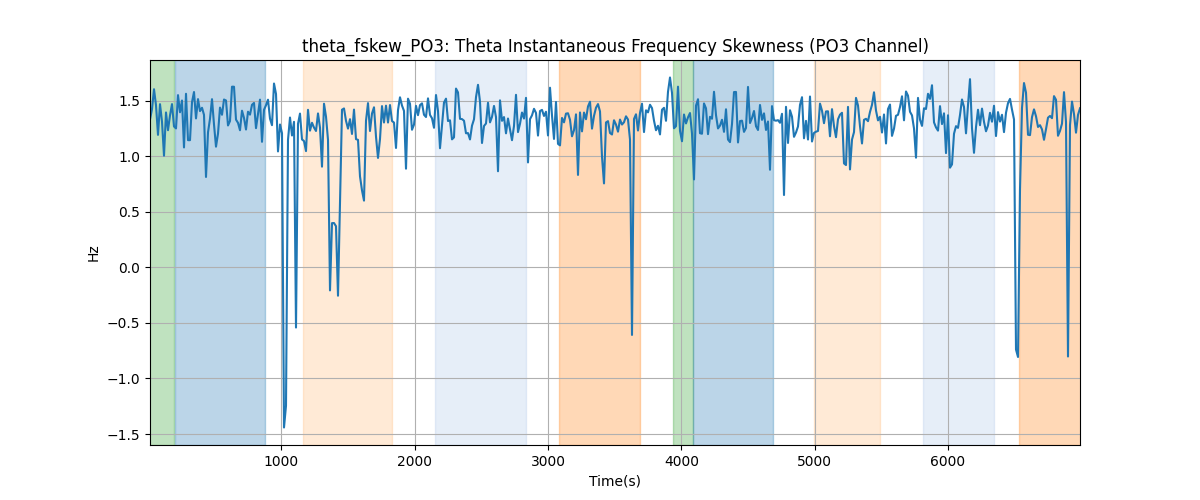 theta_fskew_PO3: Theta Instantaneous Frequency Skewness (PO3 Channel)
Hz
1.5
1.0
0.5
0.0
−0.5
−1.0
−1.5
1000 2000 3000 4000 5000 6000
Time(s)